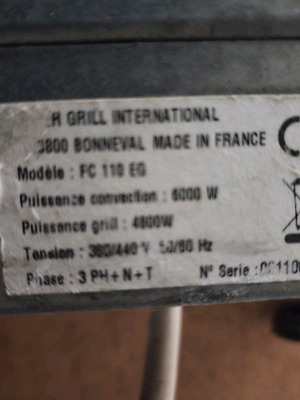 GRILL INTERNATIONAL
BONNEVAL MADE IN FRANCE
Modèle : FC 110 EG
Puissance convection : 6000 W
Puissance grill : 4800W
Tension : 380/440 V 50/60 Hz
Phase : 3 PH+N+T N° Serie :